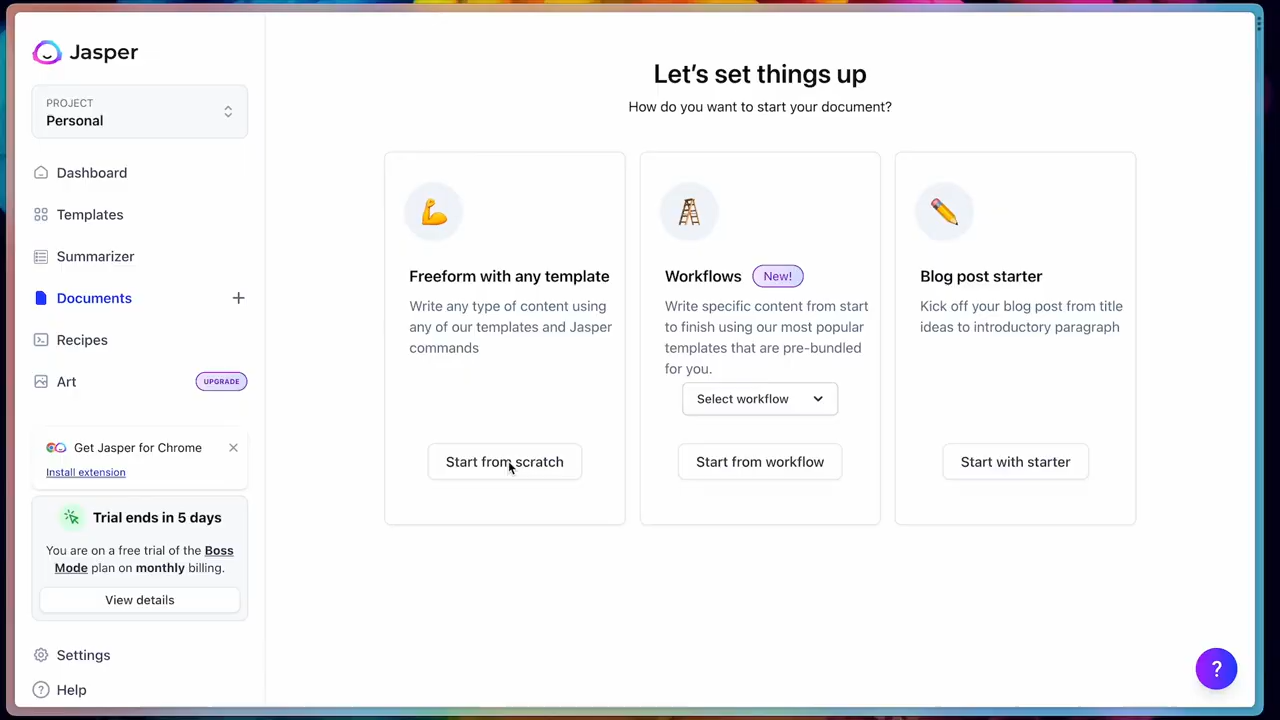 Jasper
PROJECT
Personal
Dashboard
Templates
Summarizer
Documents
Recipes
Art
UPGRADE
Get Jasper for Chrome
Install extension
Trial ends in 5 days
You are on a free trial of the Boss
Mode plan on monthly billing.
View details
Settings
Help
Let's set things up
How do you want to start your document?
Freeform with any template
Write any type of content using
any of our templates and Jasper
commands
Start from scratch
Workflows New!
Write specific content from start
to finish using our most popular
templates that are pre-bundled
for you.
Select workflow
Start from workflow
Blog post starter
Kick off your blog post from title
ideas to introductory paragraph
Start with starter
?